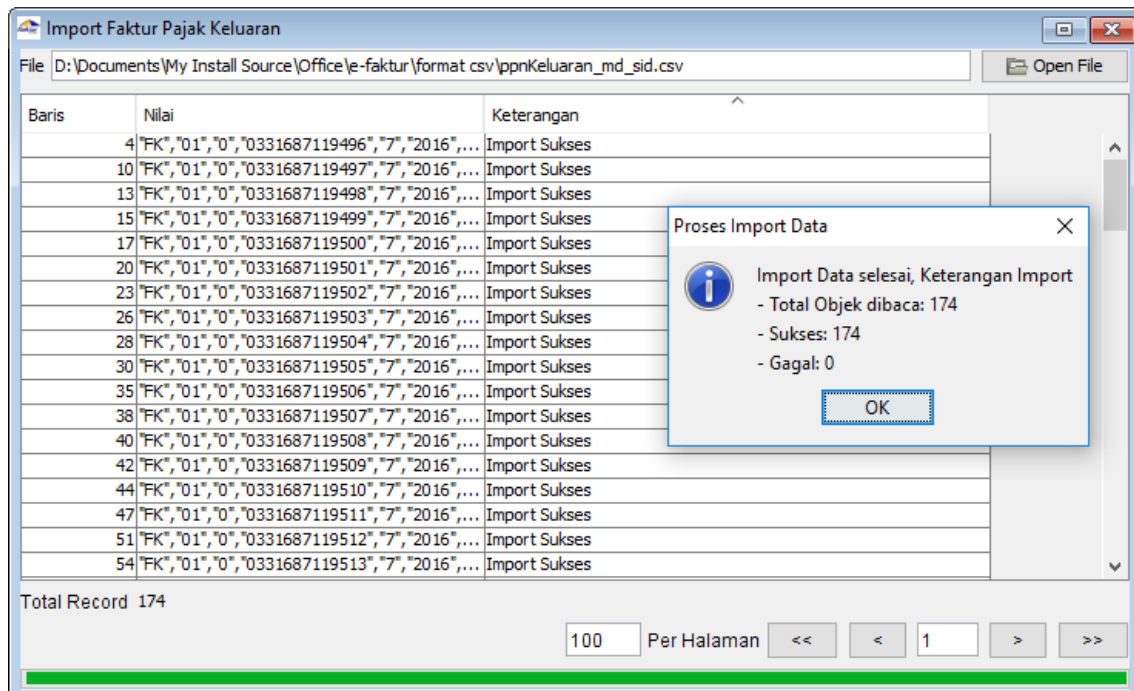 Import Faktur Pajak Keluaran
File D:\Documents\My Install Source\Office\e-faktur\format csv\ppnKeluaran_md_sid.csv Open File
Baris Nilai Keterangan
4 "FK","01","0","0331687119496","7","2016",... Import Sukses
10 "FK","01","0","0331687119497","7","2016",... Import Sukses
13 "FK","01","0","0331687119498","7","2016",... Import Sukses
15 "FK","01","0","0331687119499","7","2016",... Import Sukses
17 "FK","01","0","0331687119500","7","2016",... Import Sukses
20 "FK","01","0","0331687119501","7","2016",... Import Sukses
23 "FK","01","0","0331687119502","7","2016",... Import Sukses
26 "FK","01","0","0331687119503","7","2016",... Import Sukses
28 "FK","01","0","0331687119504","7","2016",... Import Sukses
30 "FK","01","0","0331687119505","7","2016",... Import Sukses
35 "FK","01","0","0331687119506","7","2016",... Import Sukses
38 "FK","01","0","0331687119507","7","2016",... Import Sukses
40 "FK","01","0","0331687119508","7","2016",... Import Sukses
42 "FK","01","0","0331687119509","7","2016",... Import Sukses
44 "FK","01","0","0331687119510","7","2016",... Import Sukses
47 "FK","01","0","0331687119511","7","2016",... Import Sukses
51 "FK","01","0","0331687119512","7","2016",... Import Sukses
54 "FK","01","0","0331687119513","7","2016",... Import Sukses
Proses Import Data
Import Data selesai, Keterangan Import
- Total Objek dibaca: 174
- Sukses: 174
- Gagal: 0
OK
Total Record 174
100 Per Halaman << < 1 > >>